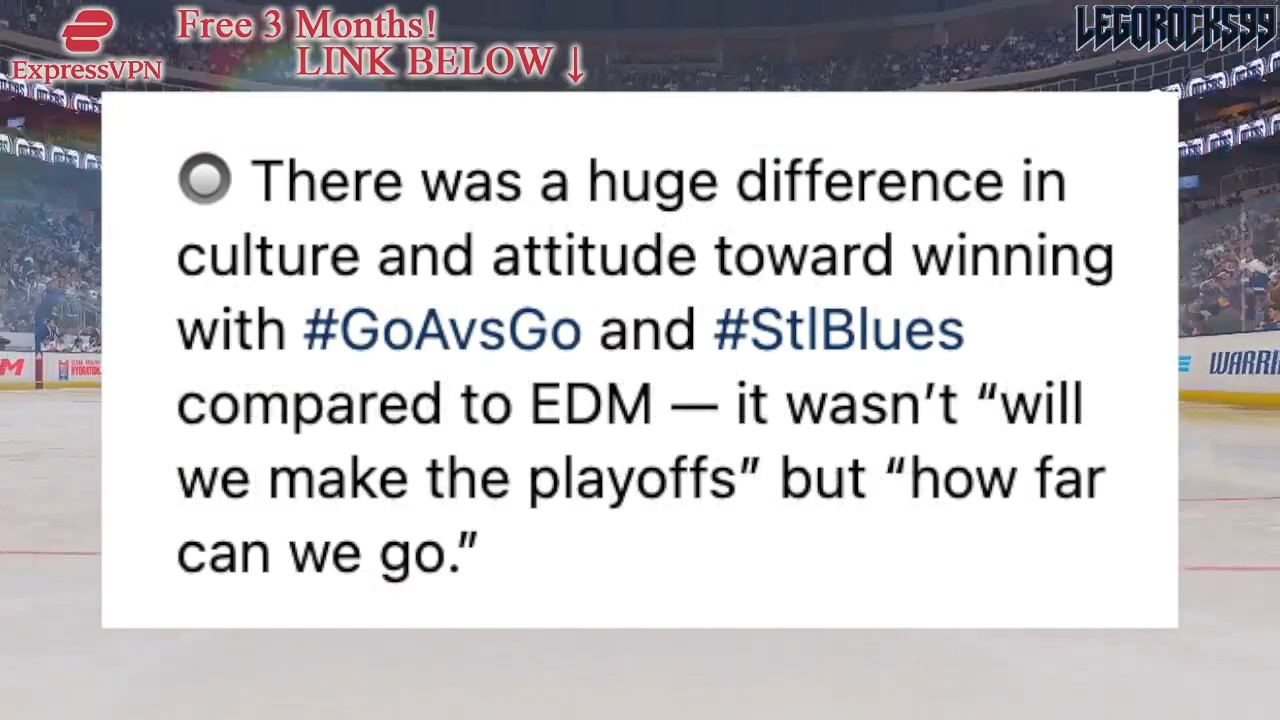 ExpressVPN
Free 3 Months!
LINK BELOW ↓
LEGOROCKS99
🔘 There was a huge difference in
culture and attitude toward winning
with #GoAvsGo and #StlBlues
compared to EDM — it wasn’t “will
we make the playoffs” but “how far
can we go.”